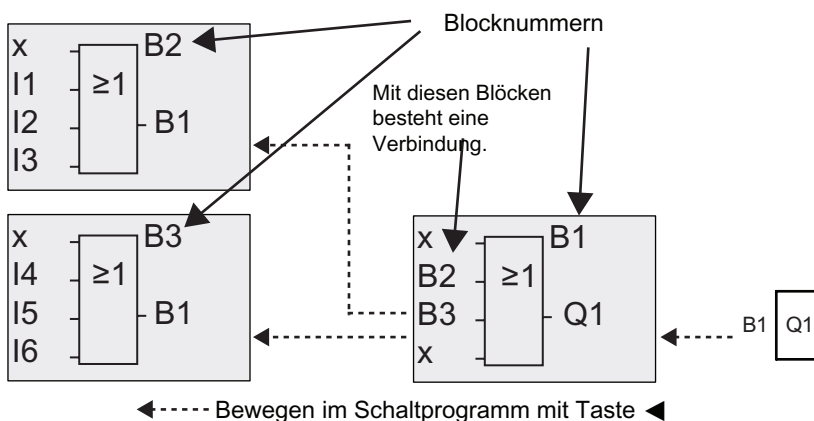 Blocknummern
x B2
I1 ≥1
I2 B1
I3
Mit diesen Blöcken
besteht eine
Verbindung.
x B3
I4 ≥1
I5 B1
I6
x B1
B2 ≥1
B3 Q1
x
B1 Q1
Bewegen im Schaltprogramm mit Taste ◄